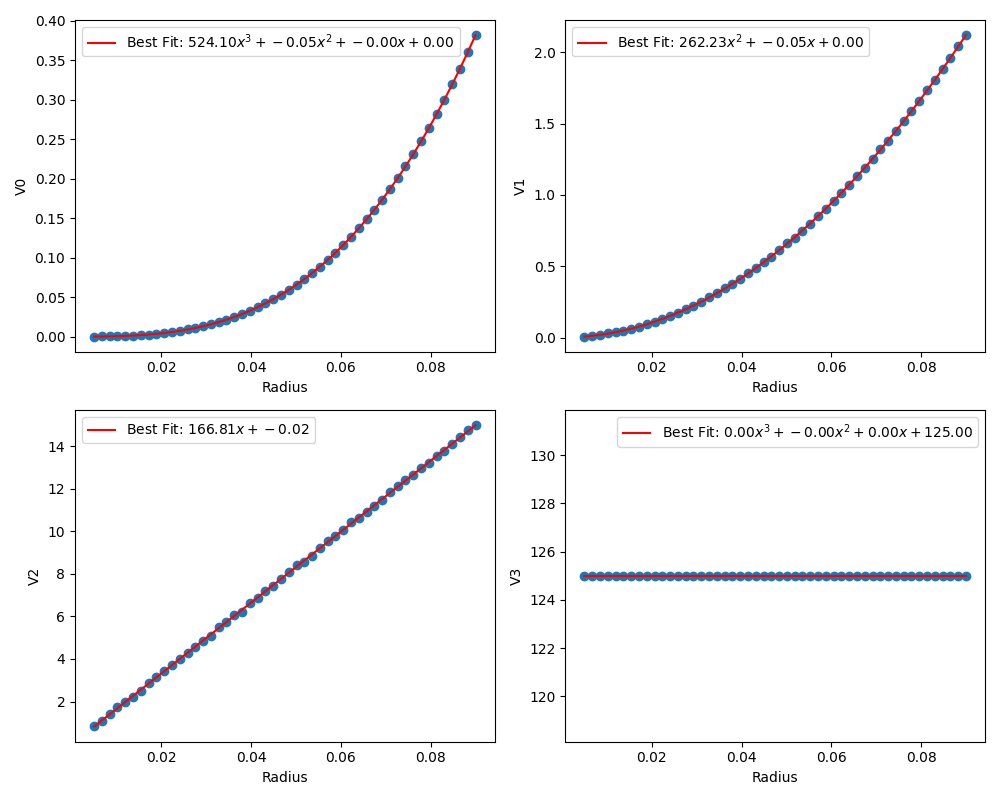 Best Fit: 524.10x³ + −0.05x² + −0.00x + 0.00
0.40
0.35
0.30
0.25
0.20
0.15
0.10
0.05
0.00
V0
0.02 0.04 0.06 0.08
Radius
Best Fit: 262.23x² + −0.05x + 0.00
2.0
1.5
1.0
0.5
0.0
V1
0.02 0.04 0.06 0.08
Radius
Best Fit: 166.81x + −0.02
14
12
10
8
6
4
2
V2
0.02 0.04 0.06 0.08
Radius
Best Fit: 0.00x³ + −0.00x² + 0.00x + 125.00
130
128
126
124
122
120
V3
0.02 0.04 0.06 0.08
Radius